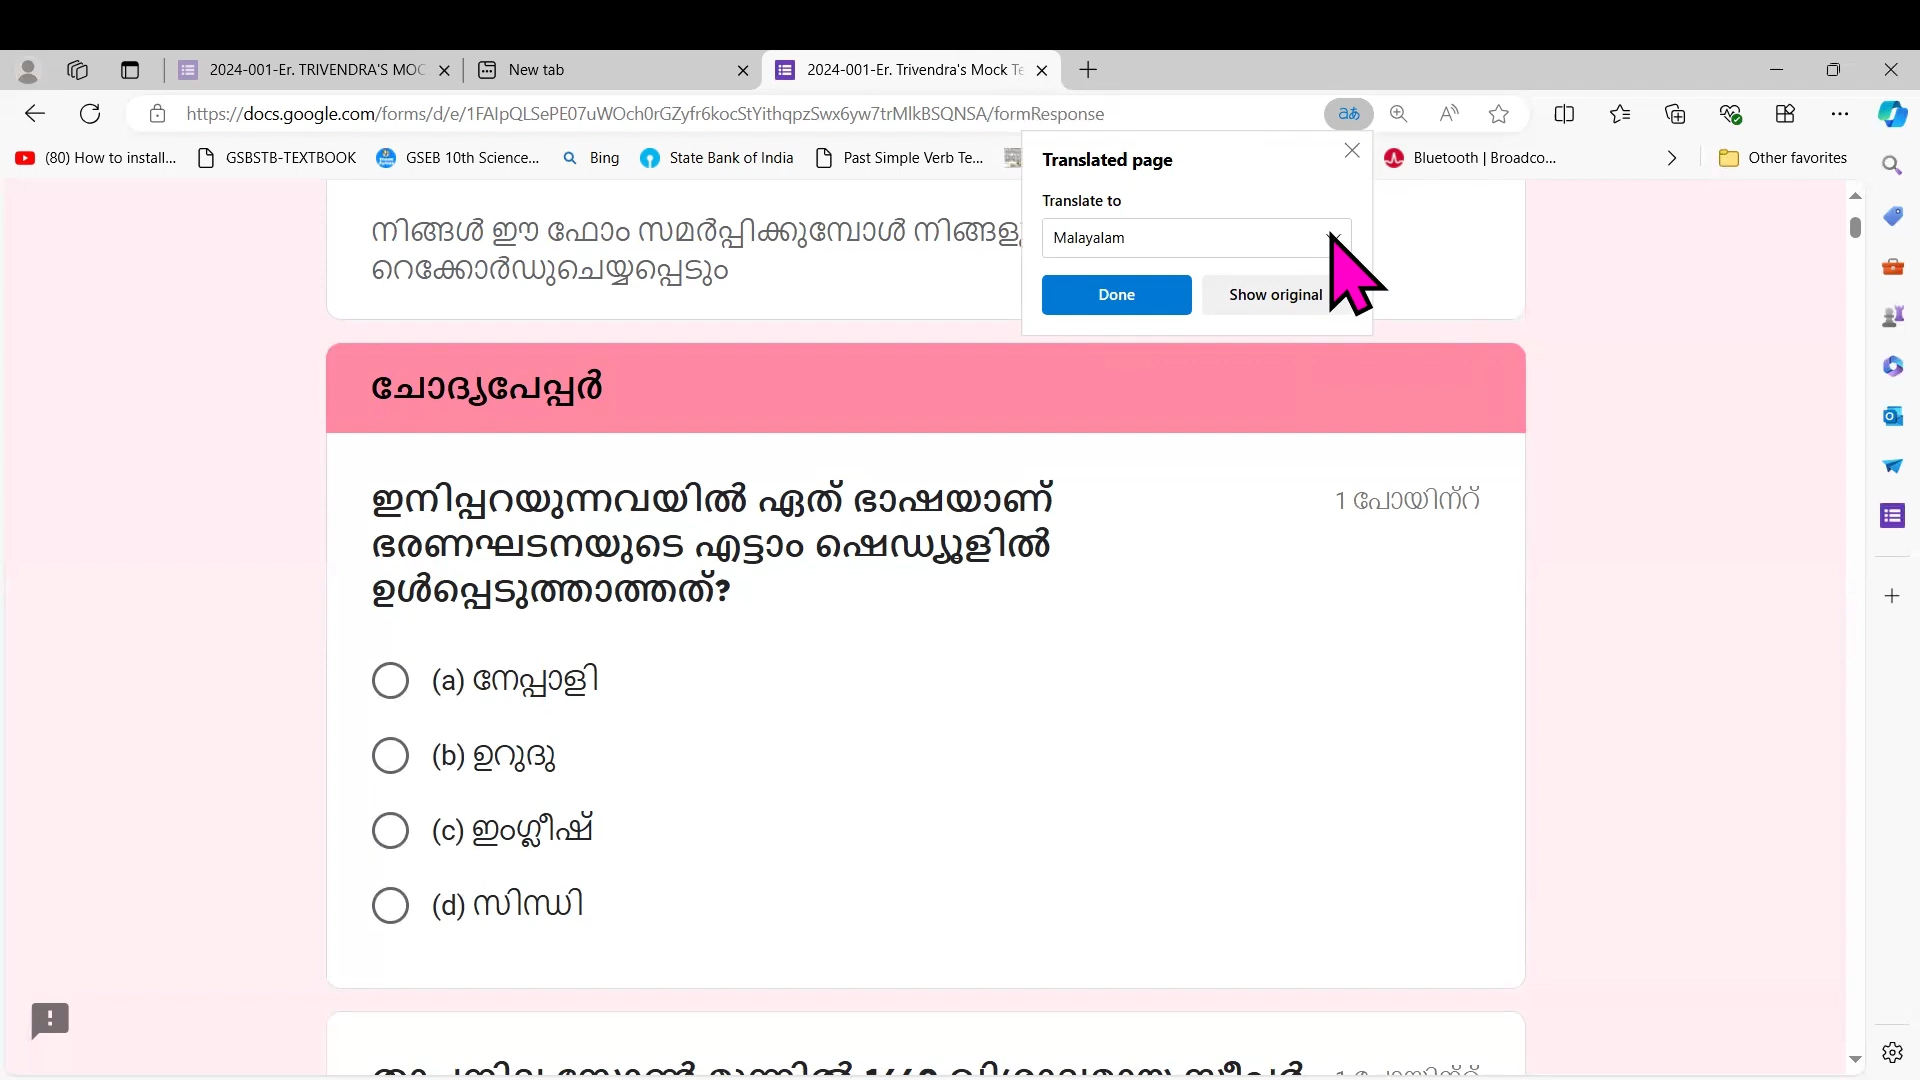 2024-001-Er. TRIVENDRA'S MOC
New tab
2024-001-Er. Trivendra's Mock Te
https://docs.google.com/forms/d/e/1FAIpQLSePE07uWOch0rGZyfr6kocStYithqpzSwx6yw7trMlkBSQNSA/formResponse
(80) How to install...
GSBSTB-TEXTBOOK
GSEB 10th Science...
Bing
State Bank of India
Past Simple Verb Te...
Bluetooth | Broadco...
Other favorites
Translated page
Translate to
Malayalam
Done
Show original
നിങ്ങൾ ഈ ഫോം സമർപ്പിക്കുമ്പോൾ
റെക്കോർഡുചെയ്യപ്പെടും
ചോദ്യപേപ്പർ
ഇനിപ്പറയുന്നവയിൽ ഏത് ഭാഷയാണ്
ഭരണഘടനയുടെ എട്ടാം ഷെഡ്യൂളിൽ
ഉൾപ്പെടുത്താത്തത്?
1 പോയിന്റ്
(a) നേപ്പാളി
(b) ഉറുദു
(c) ഇംഗ്ലീഷ്
(d) സിന്ധി